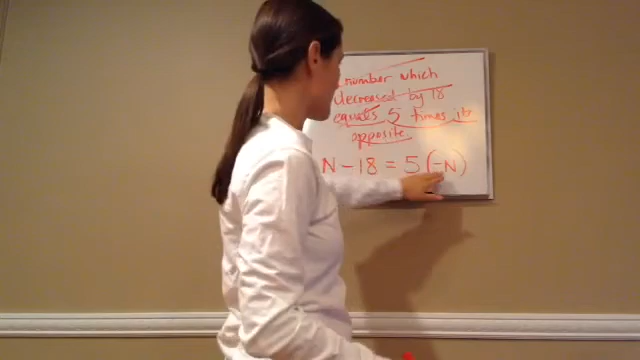 number which
decreased by 18
equals 5 times its
opposite.
N - 18 = 5(-N)